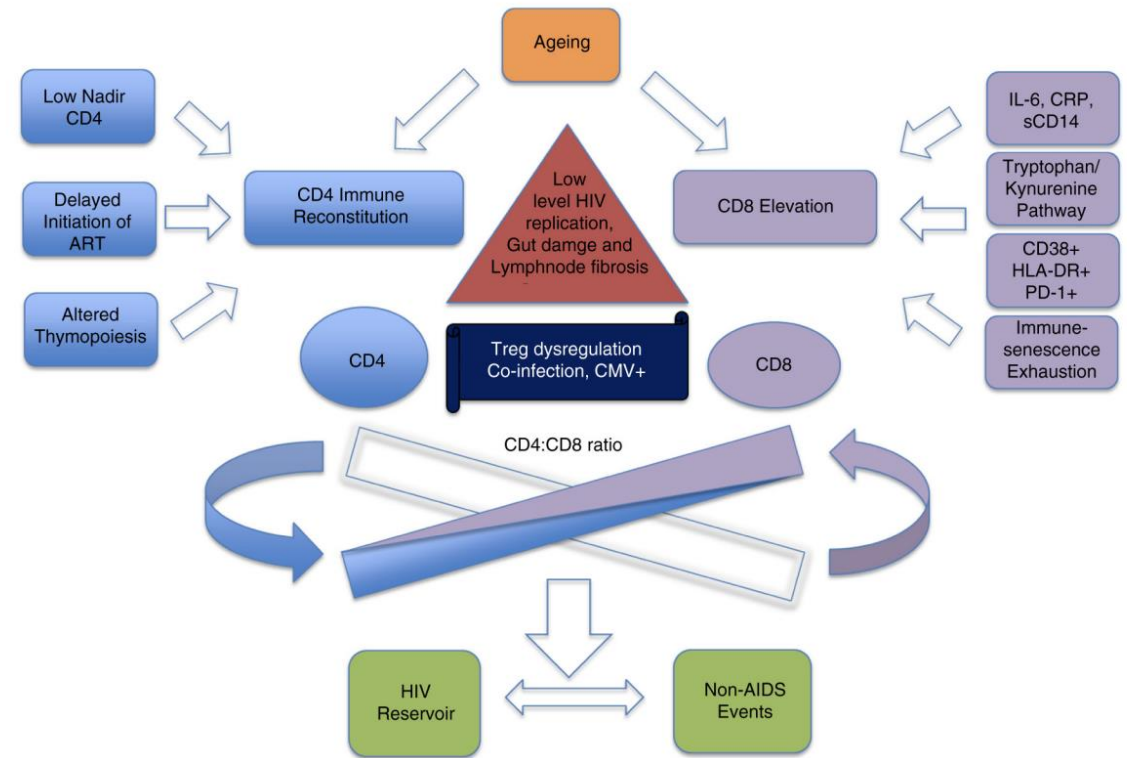 Ageing
Low Nadir
CD4
Delayed
Initiation of
ART
Altered
Thymopoiesis
CD4 Immune
Reconstitution
Low
level HIV
replication,
Gut damge and
Lymphnode fibrosis
CD8 Elevation
IL-6, CRP,
sCD14
Tryptophan/
Kynurenine
Pathway
CD38+
HLA-DR+
PD-1+
Immune-
senescence
Exhaustion
CD4
Treg dysregulation
Co-infection, CMV+
CD8
CD4:CD8 ratio
HIV
Reservoir
Non-AIDS
Events